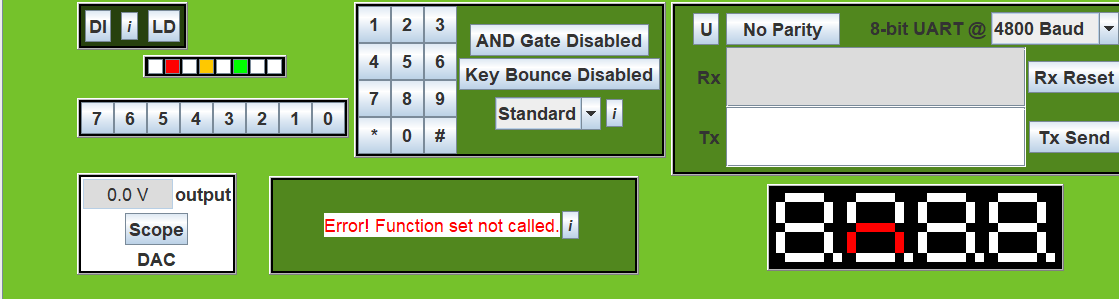 DI i LD
7 6 5 4 3 2 1 0
0.0 V output
Scope
DAC
1 2 3
4 5 6
7 8 9
* 0 #
AND Gate Disabled
Key Bounce Disabled
Standard i
Error! Function set not called. i
U No Parity 8-bit UART @ 4800 Baud
Rx Rx Reset
Tx Tx Send